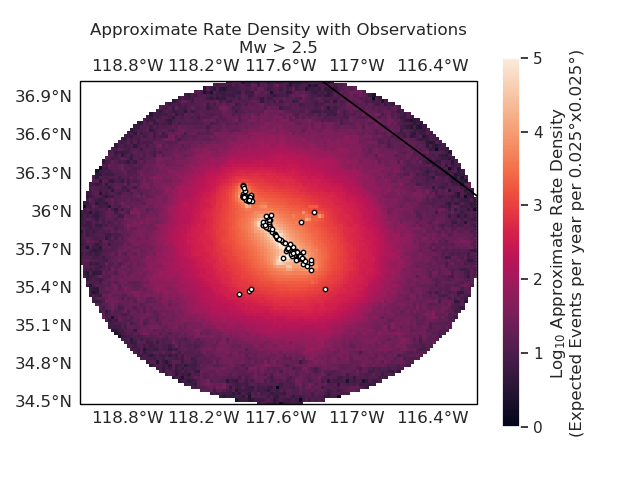 Approximate Rate Density with Observations
Mw > 2.5
118.8°W 118.2°W 117.6°W 117°W 116.4°W
36.9°N
36.6°N
36.3°N
36°N
35.7°N
35.4°N
35.1°N
34.8°N
34.5°N
118.8°W 118.2°W 117.6°W 117°W 116.4°W
5
4
3
2
1
0
Log₁₀ Approximate Rate Density
(Expected Events per year per 0.025°x0.025°)